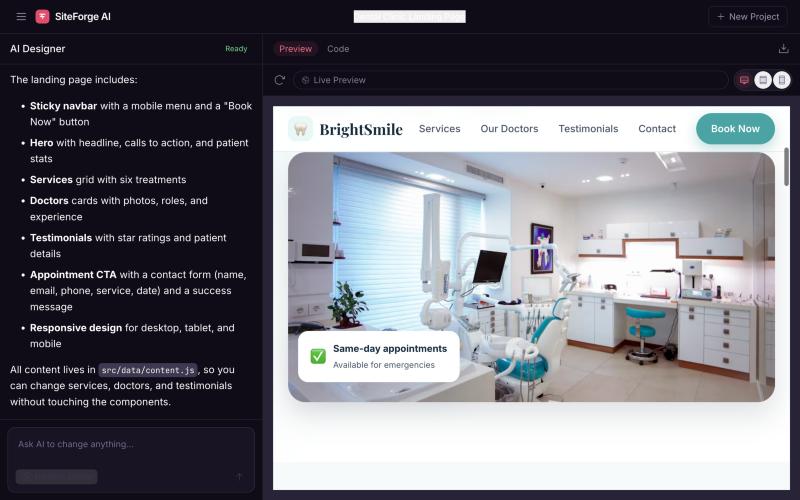 SiteForge AI
Dental Clinic Landing Page
+ New Project
AI Designer
Ready
Preview
Code
Live Preview
The landing page includes:
• Sticky navbar with a mobile menu and a "Book
Now" button
• Hero with headline, calls to action, and patient
stats
• Services grid with six treatments
• Doctors cards with photos, roles, and
experience
• Testimonials with star ratings and patient
details
• Appointment CTA with a contact form (name,
email, phone, service, date) and a success
message
• Responsive design for desktop, tablet, and
mobile
All content lives in src/data/content.js, so you
can change services, doctors, and testimonials
without touching the components.
Ask AI to change anything...
BrightSmile
Services
Our Doctors
Testimonials
Contact
Book Now
Same-day appointments
Available for emergencies